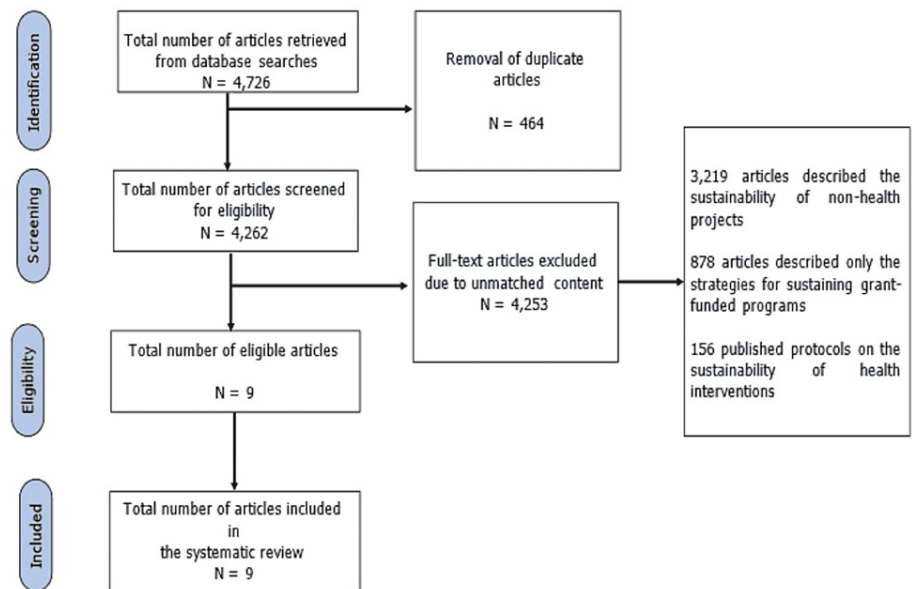 Identification
Total number of articles retrieved
from database searches
N = 4,726
Removal of duplicate
articles
N = 464
Screening
Total number of articles screened
for eligibility
N = 4,262
Full-text articles excluded
due to unmatched content
N = 4,253
3,219 articles described the
sustainability of non-health
projects
878 articles described only the
strategies for sustaining grant-
funded programs
156 published protocols on the
sustainability of health
interventions
Eligibility
Total number of eligible articles
N = 9
Included
Total number of articles included
in
the systematic review
N = 9